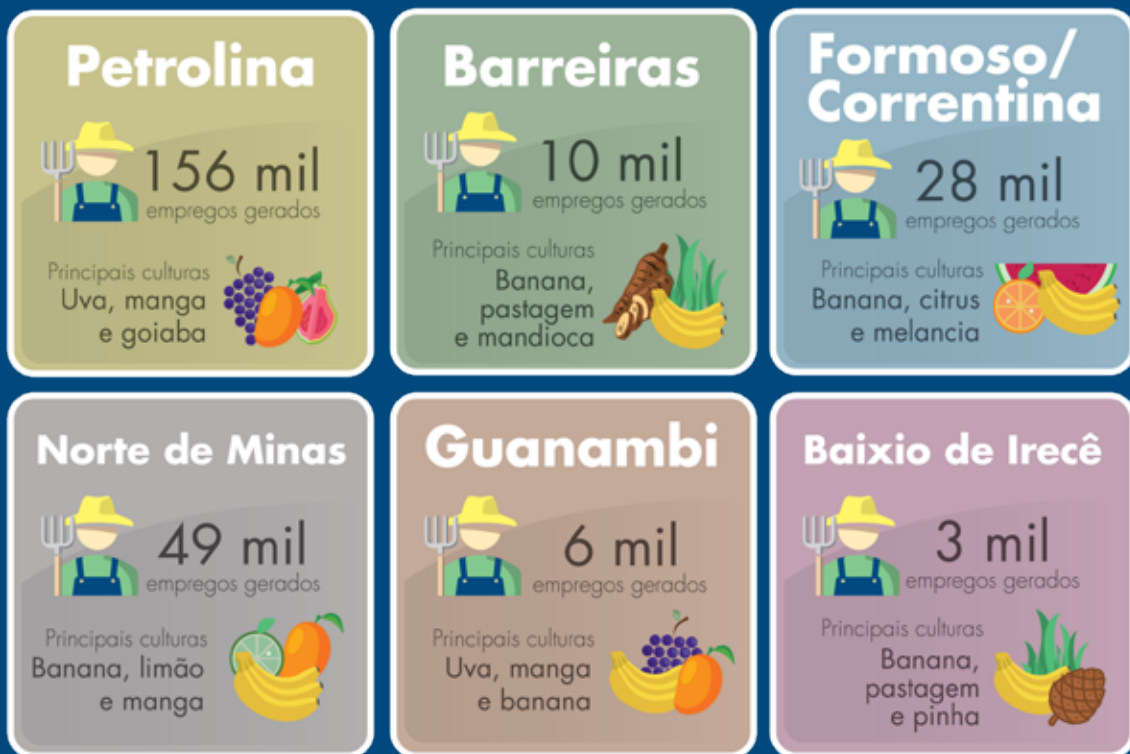 Petrolina
156 mil
empregos gerados
Principais culturas
Uva, manga
e goiaba
Barreiras
10 mil
empregos gerados
Principais culturas
Banana,
pastagem
e mandioca
Formoso/
Correntina
28 mil
empregos gerados
Principais culturas
Banana, citrus
e melancia
Norte de Minas
49 mil
empregos gerados
Principais culturas
Banana, limão
e manga
Guanambi
6 mil
empregos gerados
Principais culturas
Uva, manga
e banana
Baixio de Irecê
3 mil
empregos gerados
Principais culturas
Banana,
pastagem
e pinha